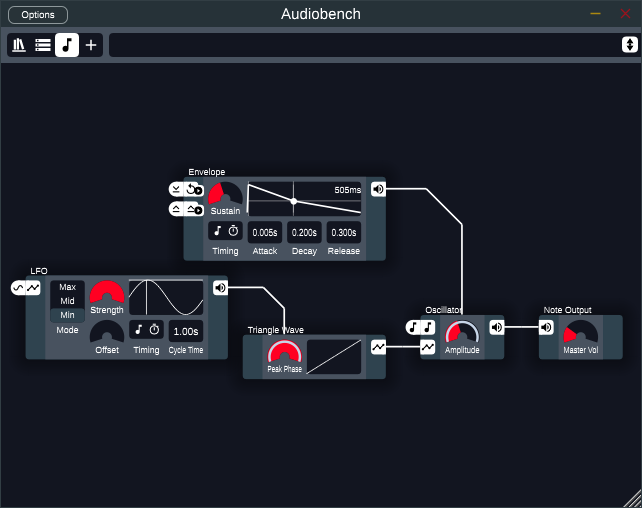 Options
Audiobench
Envelope
505ms
Sustain
0.005s
0.200s
0.300s
Timing
Attack
Decay
Release
LFO
Max
Mid
Min
Mode
Strength
Offset
1.00s
Timing
Cycle Time
Triangle Wave
Peak Phase
Oscillator
Amplitude
Note Output
Master Vol